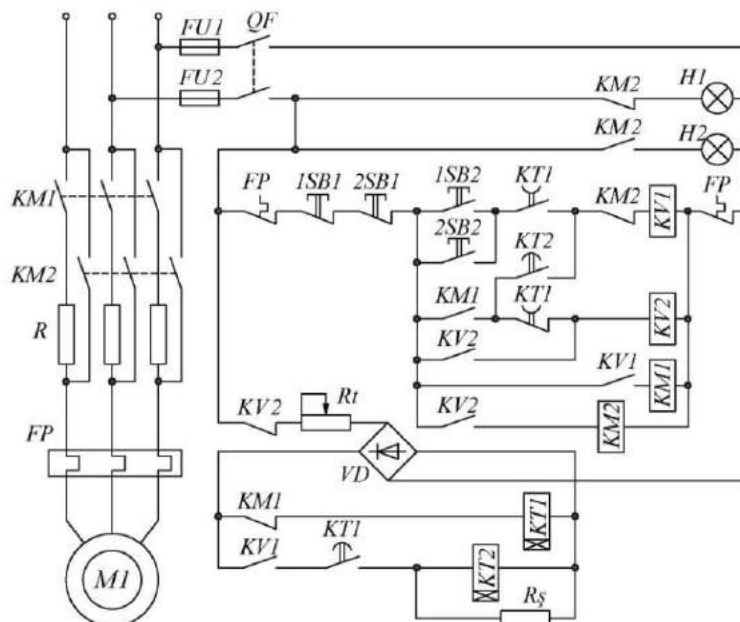 FU1 QF
FU2
KM2 H1
KM2 H2
FP 1SB1 2SB1 1SB2 KT1 KM2 KV1 FP
KM1
2SB2
KT2
KM2
KM1 KT1 KV2
R
KV2
KV1 KM1
KV2 Rt KV2 KM2
FP
VD
KM1 KT1
KV1 KT1 KT2
M1
Rş